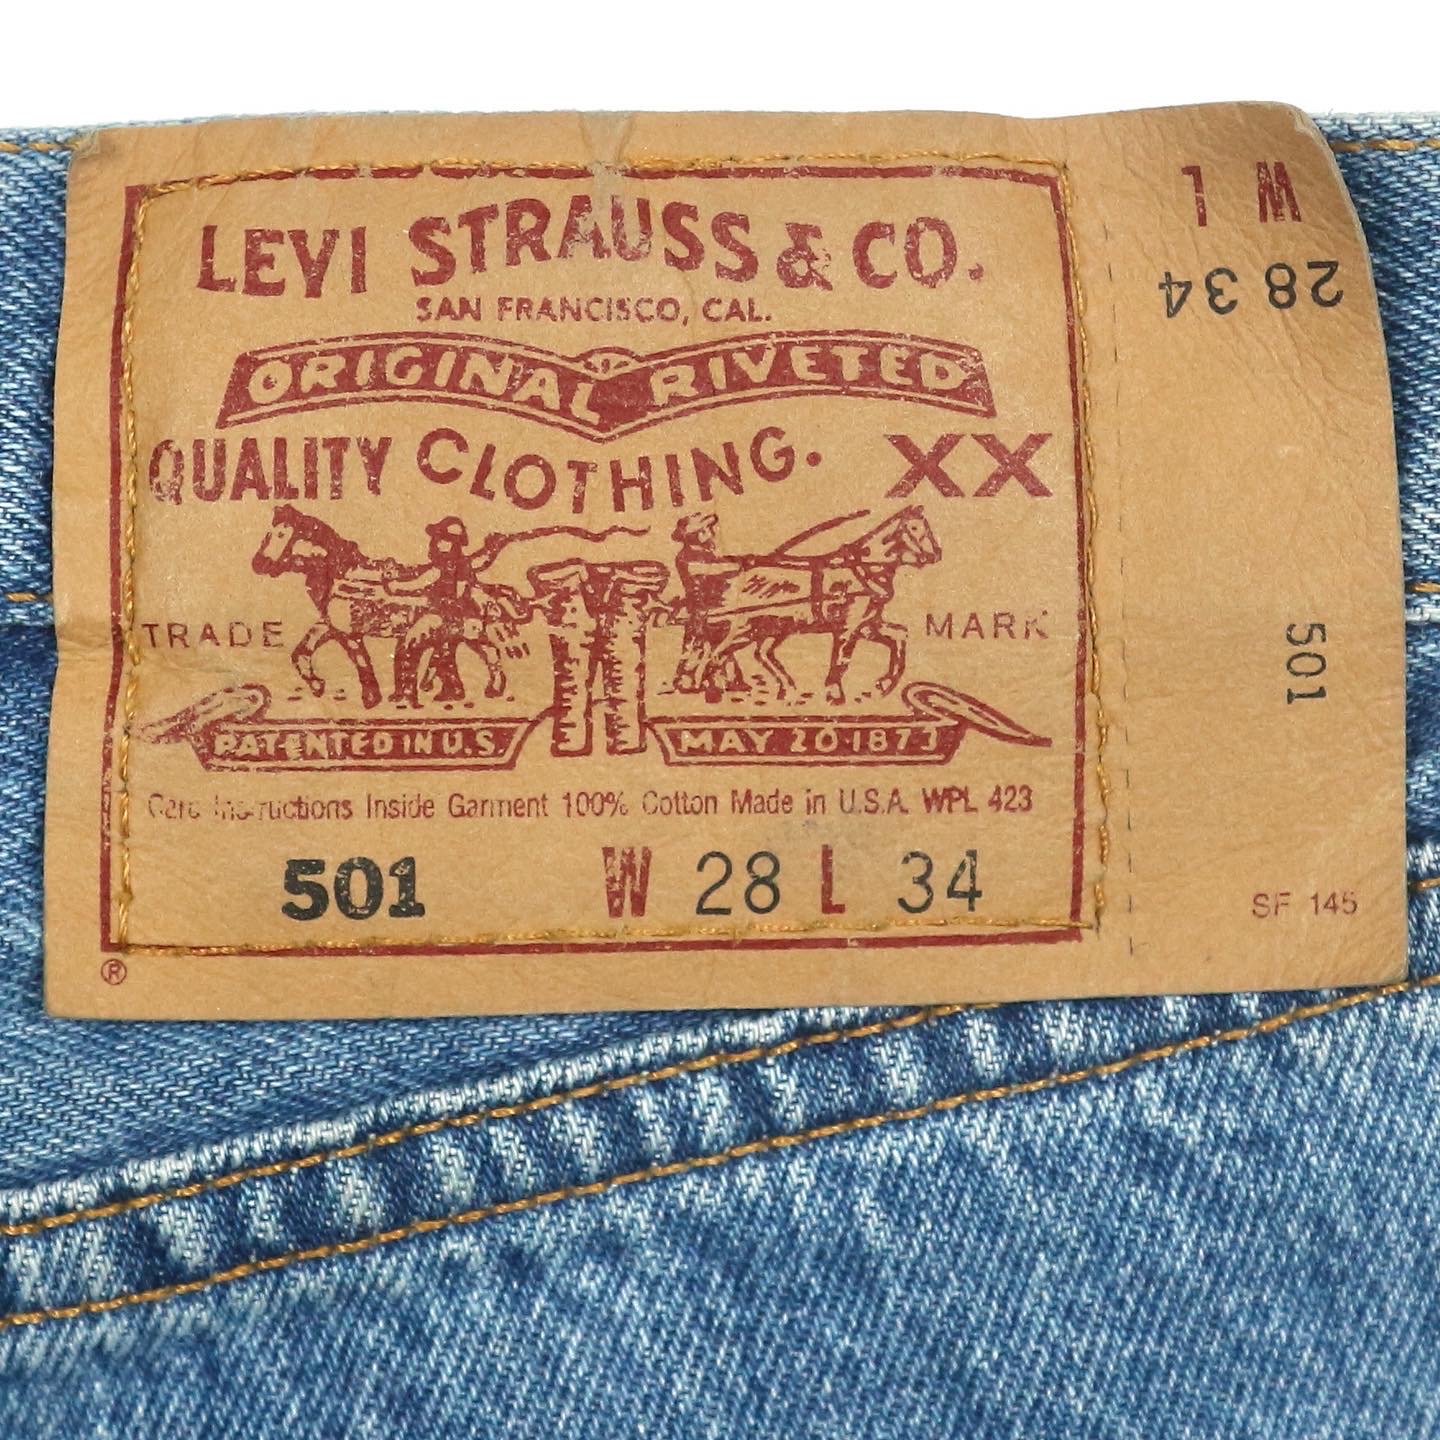 LEVI STRAUSS & CO.
SAN FRANCISCO, CAL.
ORIGINAL RIVETED
QUALITY CLOTHING. XX
TRADE MARK
PATENTED IN U.S. MAY 20 1873
Care Instructions Inside Garment 100% Cotton Made in U.S.A. WPL 423
501 W 28 L 34
®
W L
28 34
501
SF 145